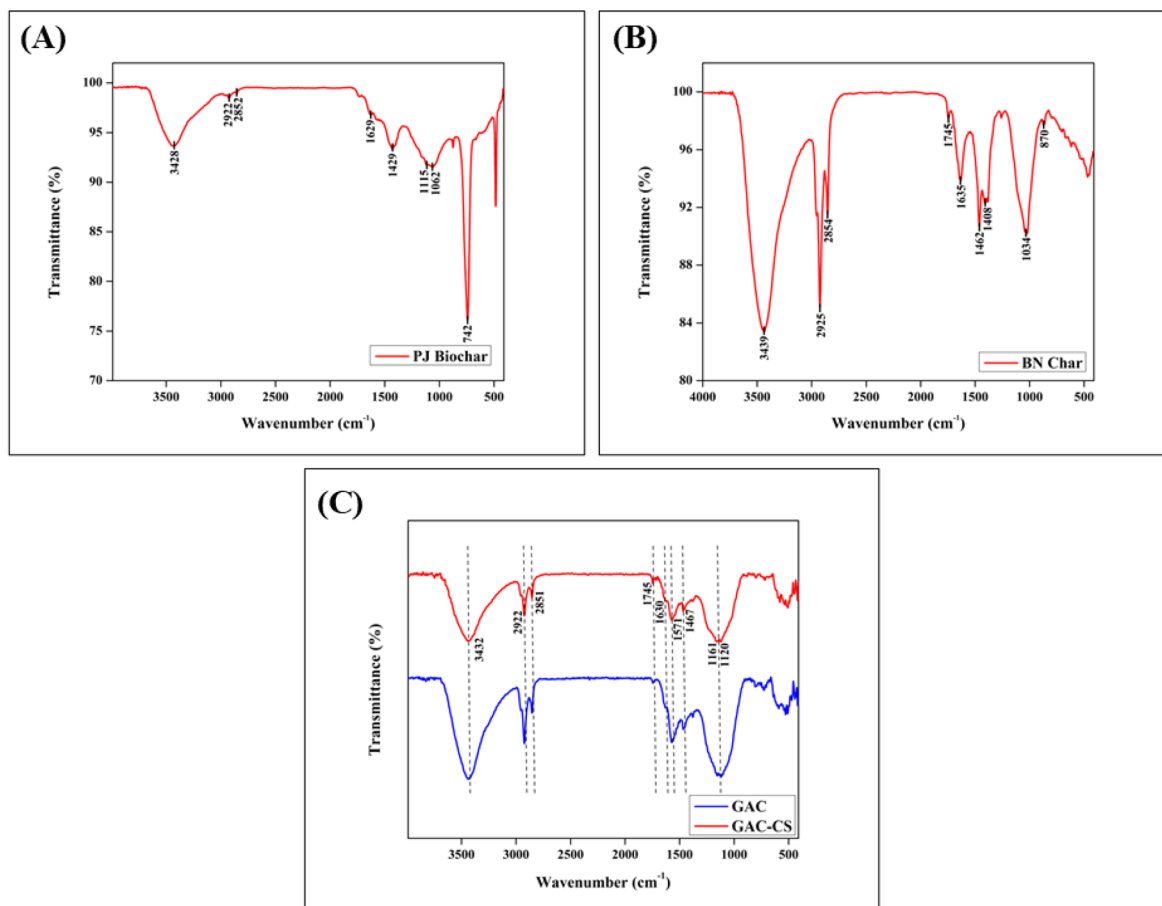 (A)
Transmittance (%)
100
95
90
85
80
75
70
3428
2922
2852
1629
1429
1115
1062
742
PJ Biochar
3500 3000 2500 2000 1500 1000 500
Wavenumber (cm⁻¹)
(B)
Transmittance (%)
100
96
92
88
84
80
3439
2925
2854
1745
1635
1462
1408
1034
870
BN Char
4000 3500 3000 2500 2000 1500 1000 500
Wavenumber (cm⁻¹)
(C)
Transmittance (%)
3432
2922
2851
1745
1630
1571
1467
1161
1120
GAC
GAC-CS
3500 3000 2500 2000 1500 1000 500
Wavenumber (cm⁻¹)